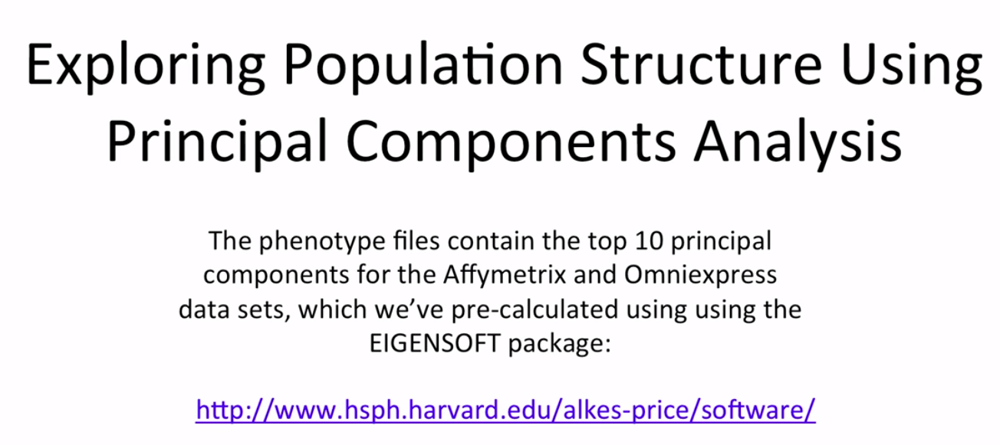 Exploring Population Structure Using
Principal Components Analysis
The phenotype files contain the top 10 principal
components for the Affymetrix and Omniexpress
data sets, which we’ve pre-calculated using using the
EIGENSOFT package:
http://www.hsph.harvard.edu/alkes-price/software/